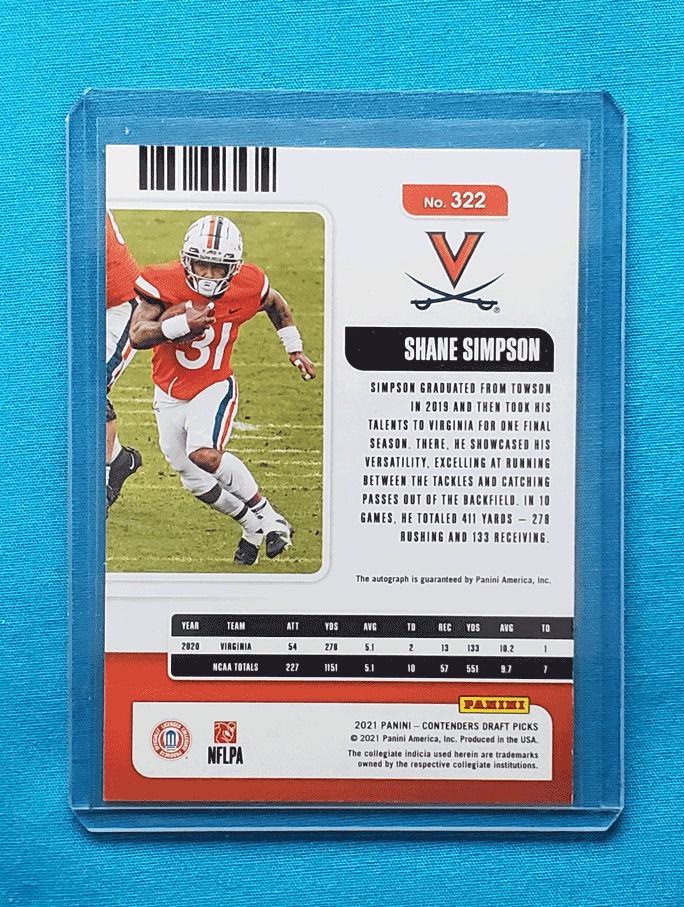 No. 322
V
®
SHANE SIMPSON
SIMPSON GRADUATED FROM TOWSON
IN 2019 AND THEN TOOK HIS
TALENTS TO VIRGINIA FOR ONE FINAL
SEASON. THERE, HE SHOWCASED HIS
VERSATILITY, EXCELLING AT RUNNING
BETWEEN THE TACKLES AND CATCHING
PASSES OUT OF THE BACKFIELD. IN 10
GAMES, HE TOTALED 411 YARDS – 278
RUSHING AND 133 RECEIVING.
31
The autograph is guaranteed by Panini America, Inc.
YEAR TEAM ATT YDS AVG TD REC YDS AVG TD
2020 VIRGINIA 54 278 5.1 2 13 133 10.2 1
NCAA TOTALS 227 1151 5.1 10 57 551 9.7 7
PANINI
2021 PANINI – CONTENDERS DRAFT PICKS
© 2021 Panini America, Inc. Produced in the USA.
The collegiate indicia used herein are trademarks
owned by the respective collegiate institutions.
NFLPA